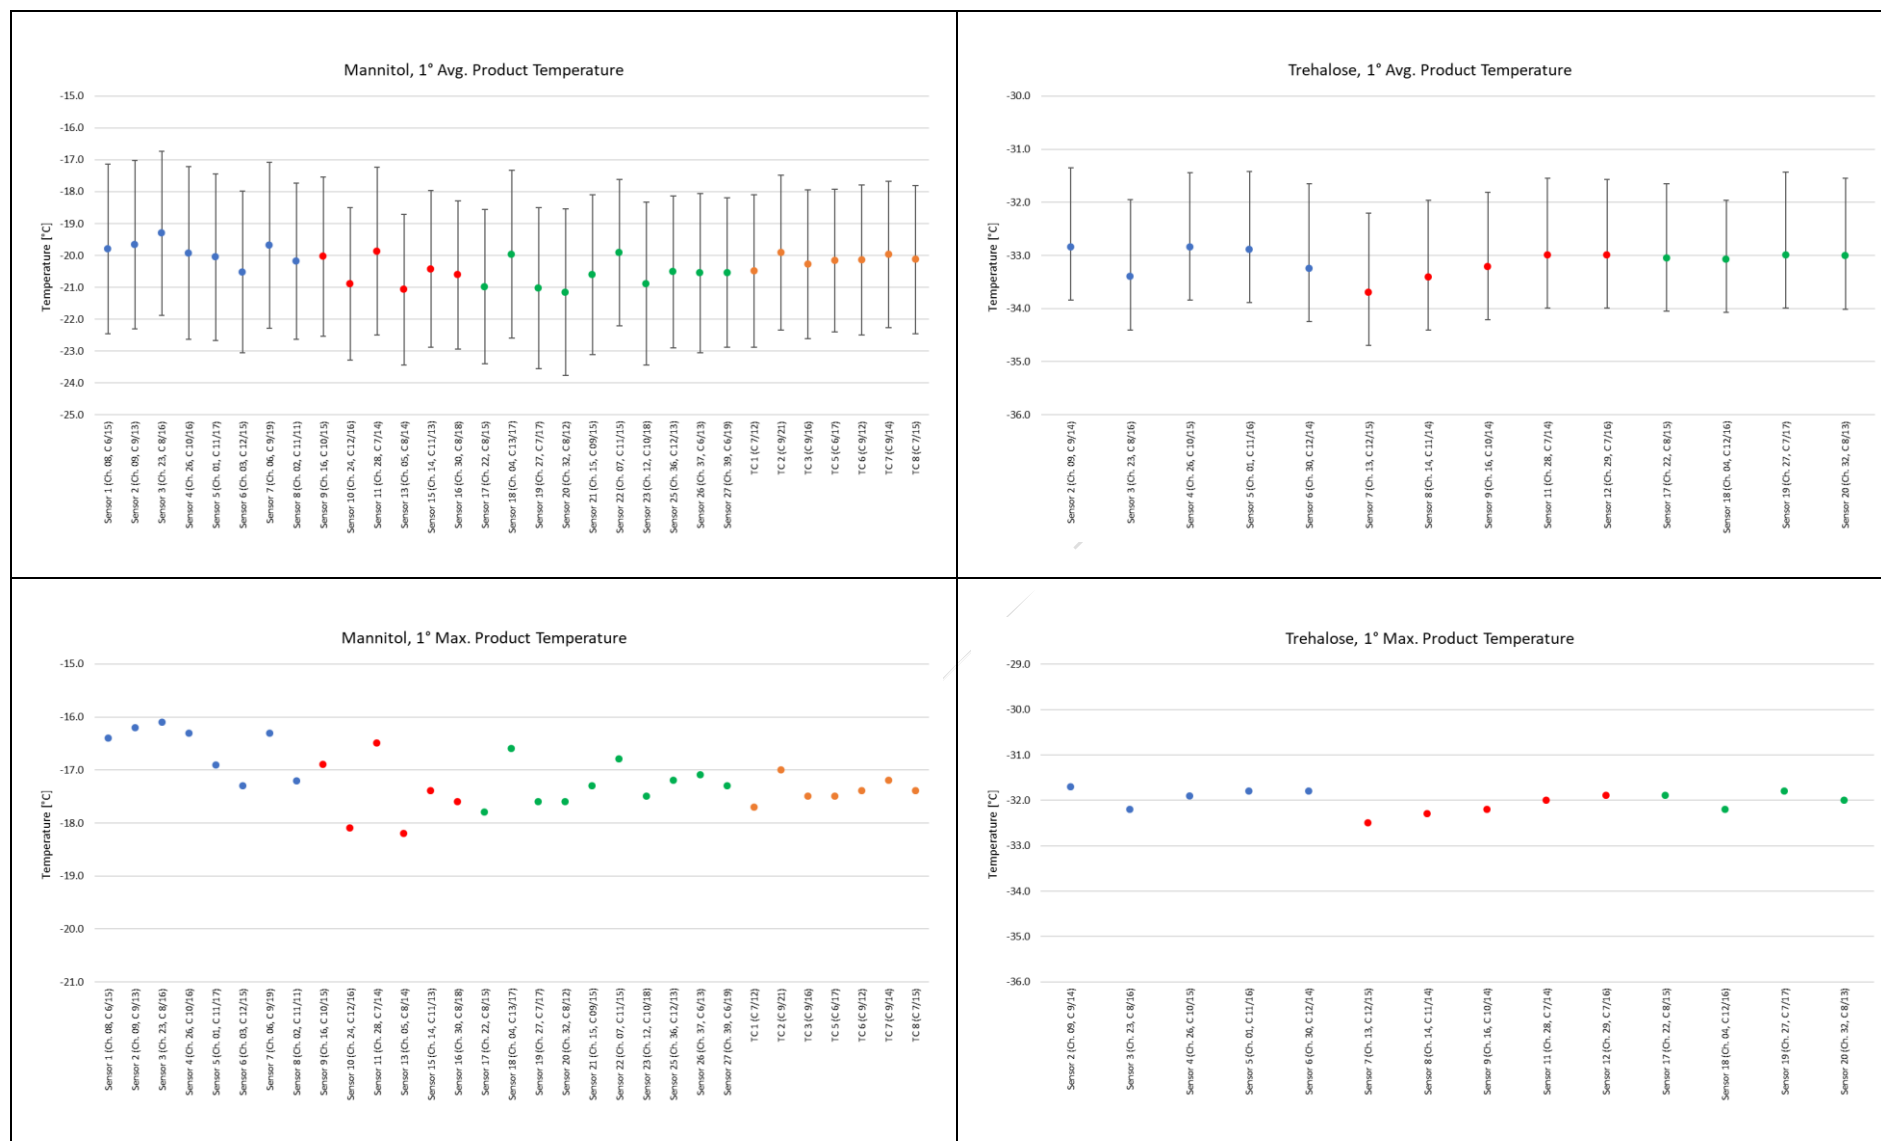 Mannitol, 1° Avg. Product Temperature
Temperature [°C]
-15.0
-16.0
-17.0
-18.0
-19.0
-20.0
-21.0
-22.0
-23.0
-24.0
-25.0
Sensor 1 (Ch. 08, C 6/15)
Sensor 2 (Ch. 09, C 9/13)
Sensor 3 (Ch. 23, C 8/16)
Sensor 4 (Ch. 26, C 10/16)
Sensor 5 (Ch. 01, C 11/17)
Sensor 6 (Ch. 03, C 12/15)
Sensor 7 (Ch. 06, C 9/19)
Sensor 8 (Ch. 02, C 11/11)
Sensor 9 (Ch. 16, C 10/15)
Sensor 10 (Ch. 24, C 12/16)
Sensor 11 (Ch. 28, C 7/14)
Sensor 13 (Ch. 05, C 8/14)
Sensor 15 (Ch. 14, C 11/13)
Sensor 16 (Ch. 30, C 8/18)
Sensor 17 (Ch. 22, C 8/15)
Sensor 18 (Ch. 04, C 13/17)
Sensor 19 (Ch. 27, C 7/17)
Sensor 20 (Ch. 32, C 8/12)
Sensor 21 (Ch. 15, C 09/15)
Sensor 22 (Ch. 07, C 11/15)
Sensor 23 (Ch. 12, C 10/18)
Sensor 25 (Ch. 36, C 12/13)
Sensor 26 (Ch. 37, C 6/13)
Sensor 27 (Ch. 39, C 6/19)
TC 1 (C 7/12)
TC 2 (C 9/21)
TC 3 (C 9/16)
TC 5 (C 6/17)
TC 6 (C 9/12)
TC 7 (C 9/14)
TC 8 (C 7/15)
Trehalose, 1° Avg. Product Temperature
Temperature [°C]
-30.0
-31.0
-32.0
-33.0
-34.0
-35.0
-36.0
Sensor 2 (Ch. 09, C 9/14)
Sensor 3 (Ch. 23, C 8/16)
Sensor 4 (Ch. 26, C 10/15)
Sensor 5 (Ch. 01, C 11/16)
Sensor 6 (Ch. 30, C 12/14)
Sensor 7 (Ch. 13, C 12/15)
Sensor 8 (Ch. 14, C 11/14)
Sensor 9 (Ch. 16, C 10/14)
Sensor 11 (Ch. 28, C 7/14)
Sensor 12 (Ch. 29, C 7/16)
Sensor 17 (Ch. 22, C 8/15)
Sensor 18 (Ch. 04, C 12/16)
Sensor 19 (Ch. 27, C 7/17)
Sensor 20 (Ch. 32, C 8/13)
Mannitol, 1° Max. Product Temperature
Temperature [°C]
-15.0
-16.0
-17.0
-18.0
-19.0
-20.0
-21.0
Sensor 1 (Ch. 08, C 6/15)
Sensor 2 (Ch. 09, C 9/13)
Sensor 3 (Ch. 23, C 8/16)
Sensor 4 (Ch. 26, C 10/16)
Sensor 5 (Ch. 01, C 11/17)
Sensor 6 (Ch. 03, C 12/15)
Sensor 7 (Ch. 06, C 9/19)
Sensor 8 (Ch. 02, C 11/11)
Sensor 9 (Ch. 16, C 10/15)
Sensor 10 (Ch. 24, C 12/16)
Sensor 11 (Ch. 28, C 7/14)
Sensor 13 (Ch. 05, C 8/14)
Sensor 15 (Ch. 14, C 11/13)
Sensor 16 (Ch. 30, C 8/18)
Sensor 17 (Ch. 22, C 8/15)
Sensor 18 (Ch. 04, C 13/17)
Sensor 19 (Ch. 27, C 7/17)
Sensor 20 (Ch. 32, C 8/12)
Sensor 21 (Ch. 15, C09/15)
Sensor 22 (Ch. 07, C 11/15)
Sensor 23 (Ch. 12, C 10/18)
Sensor 25 (Ch. 36, C 12/13)
Sensor 26 (Ch. 37, C 6/13)
Sensor 27 (Ch. 39, C 6/19)
TC 1 (C 7/12)
TC 2 (C 9/21)
TC 3 (C 9/16)
TC 5 (C 6/17)
TC 6 (C 9/12)
TC 7 (C 9/14)
TC 8 (C 7/15)
Trehalose, 1° Max. Product Temperature
Temperature [°C]
-29.0
-30.0
-31.0
-32.0
-33.0
-34.0
-35.0
-36.0
Sensor 2 (Ch. 09, C 9/14)
Sensor 3 (Ch. 23, C 8/16)
Sensor 4 (Ch. 26, C 10/15)
Sensor 5 (Ch. 01, C 11/16)
Sensor 6 (Ch. 30, C 12/14)
Sensor 7 (Ch. 13, C 12/15)
Sensor 8 (Ch. 14, C 11/14)
Sensor 9 (Ch. 16, C 10/14)
Sensor 11 (Ch. 28, C 7/14)
Sensor 12 (Ch. 29, C 7/16)
Sensor 17 (Ch. 22, C 8/15)
Sensor 18 (Ch. 04, C 12/16)
Sensor 19 (Ch. 27, C 7/17)
Sensor 20 (Ch. 32, C 8/13)